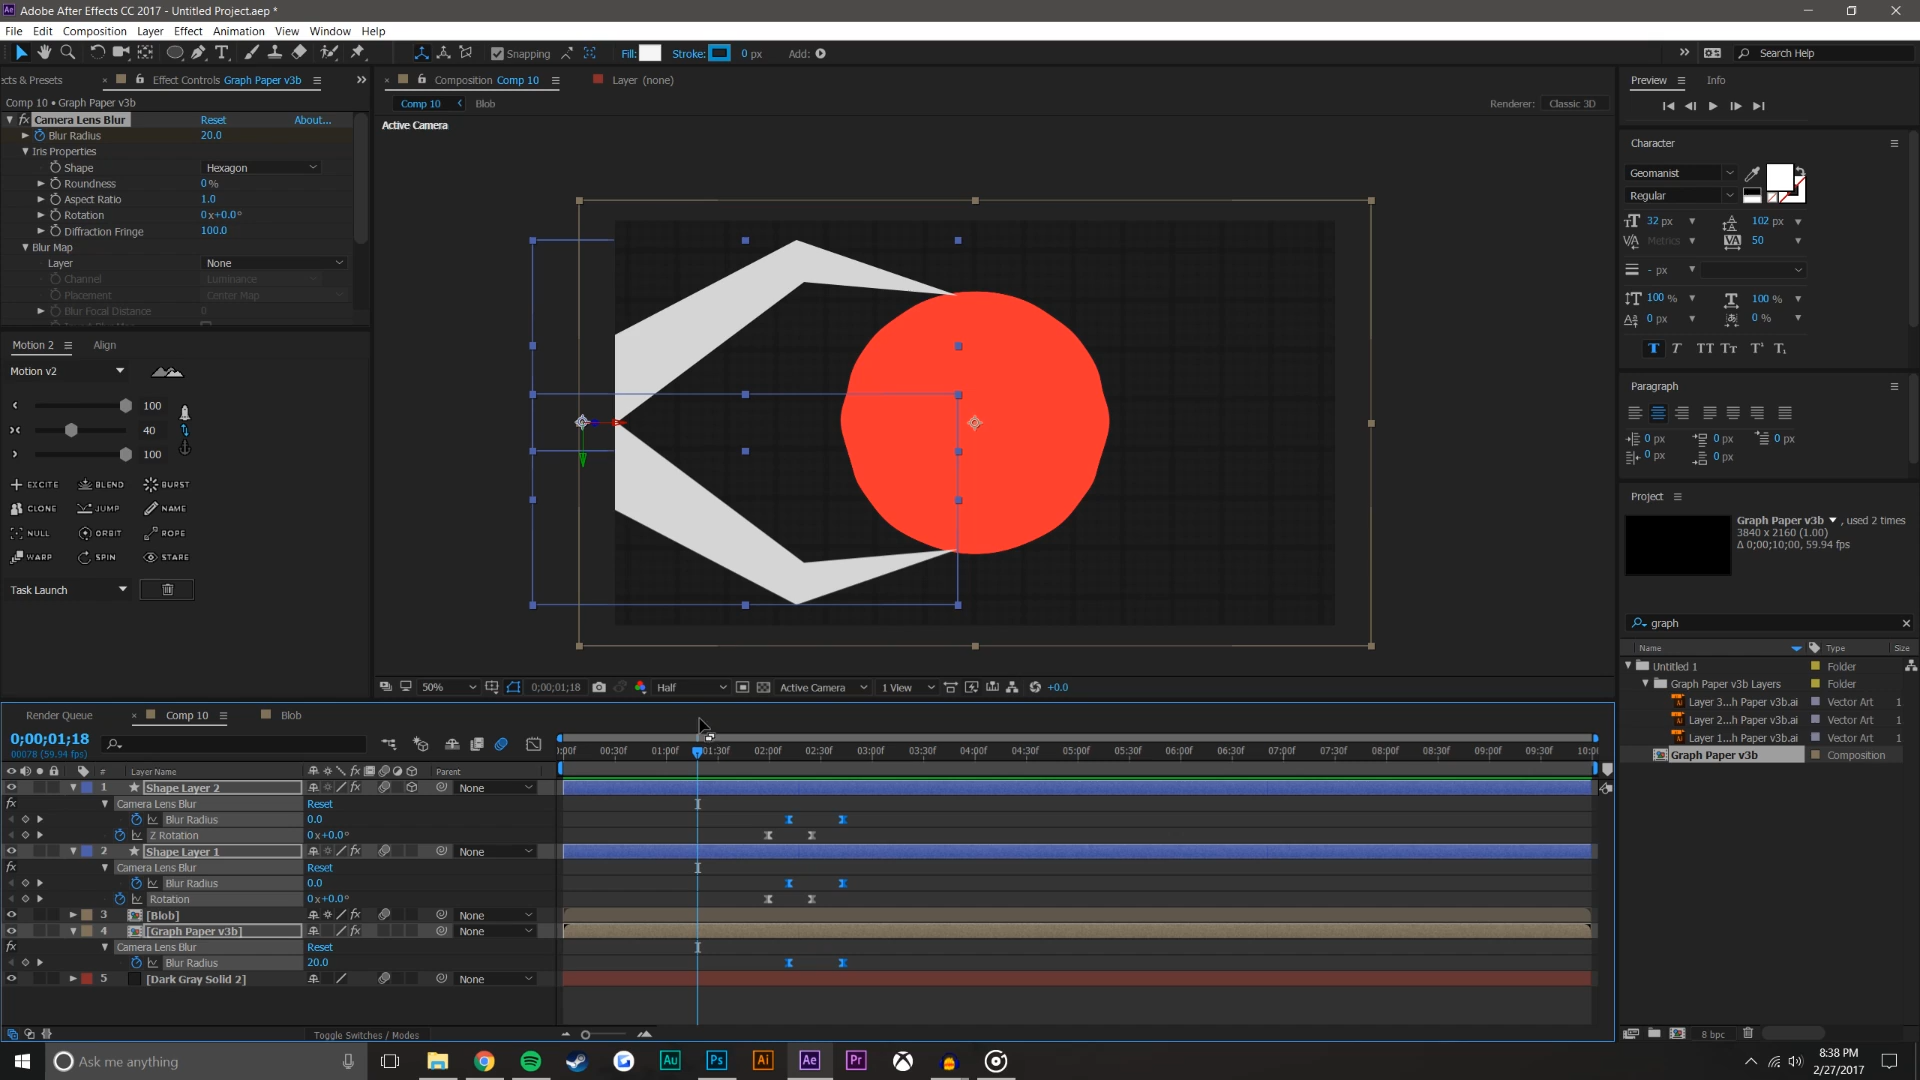 Adobe After Effects CC 2017 - Untitled Project.aep *
File Edit Composition Layer Effect Animation View Window Help
Snapping Fill: Stroke: 0 px Add: Search Help
cts & Presets Effect Controls Graph Paper v3b
Comp 10 • Graph Paper v3b
Camera Lens Blur Reset About...
Blur Radius 20.0
Iris Properties
Shape Hexagon
Roundness 0 %
Aspect Ratio 1.0
Rotation 0 x+0.0°
Diffraction Fringe 100.0
Blur Map
Layer None
Channel Luminance
Placement Center Map
Blur Focal Distance 0
Motion 2 Align
Motion v2
100
40
100
EXCITE BLEND BURST
CLONE JUMP NAME
NULL ORBIT ROPE
WARP SPIN STARE
Task Launch
Composition Comp 10 Layer (none)
Comp 10 Blob Renderer: Classic 3D
Active Camera
50% 0;00;01;18 Half Active Camera 1 View +0.0
Preview Info
Character
Geomanist
Regular
32 px 102 px
Metrics 50
- px
100 % 100 %
0 px 0 %
T T TT Tt T¹ T₁
Paragraph
0 px 0 px 0 px
0 px 0 px
Project
Graph Paper v3b , used 2 times
3840 x 2160 (1.00)
Δ 0;00;10;00, 59.94 fps
graph
Name Type Size
Untitled 1 Folder
Graph Paper v3b Layers Folder
Layer 3...h Paper v3b.ai Vector Art 1
Layer 2...h Paper v3b.ai Vector Art 1
Layer 1...h Paper v3b.ai Vector Art 1
Graph Paper v3b Composition
8 bpc
Render Queue Comp 10 Blob
0;00;01;18
00078 (59.94 fps)
:00f 00:30f 01:00f 01:30f 02:00f 02:30f 03:00f 03:30f 04:00f 04:30f 05:00f 05:30f 06:00f 06:30f 07:00f 07:30f 08:00f 08:30f 09:00f 09:30f 10:00
# Layer Name Parent
1 Shape Layer 2 None
Camera Lens Blur Reset
Blur Radius 0.0
Z Rotation 0 x+0.0°
2 Shape Layer 1 None
Camera Lens Blur Reset
Blur Radius 0.0
Rotation 0 x+0.0°
3 [Blob] None
4 [Graph Paper v3b] None
Camera Lens Blur Reset
Blur Radius 20.0
5 [Dark Gray Solid 2] None
Toggle Switches / Modes
Ask me anything Au Ps Ai Ae Pr
8:38 PM
2/27/2017